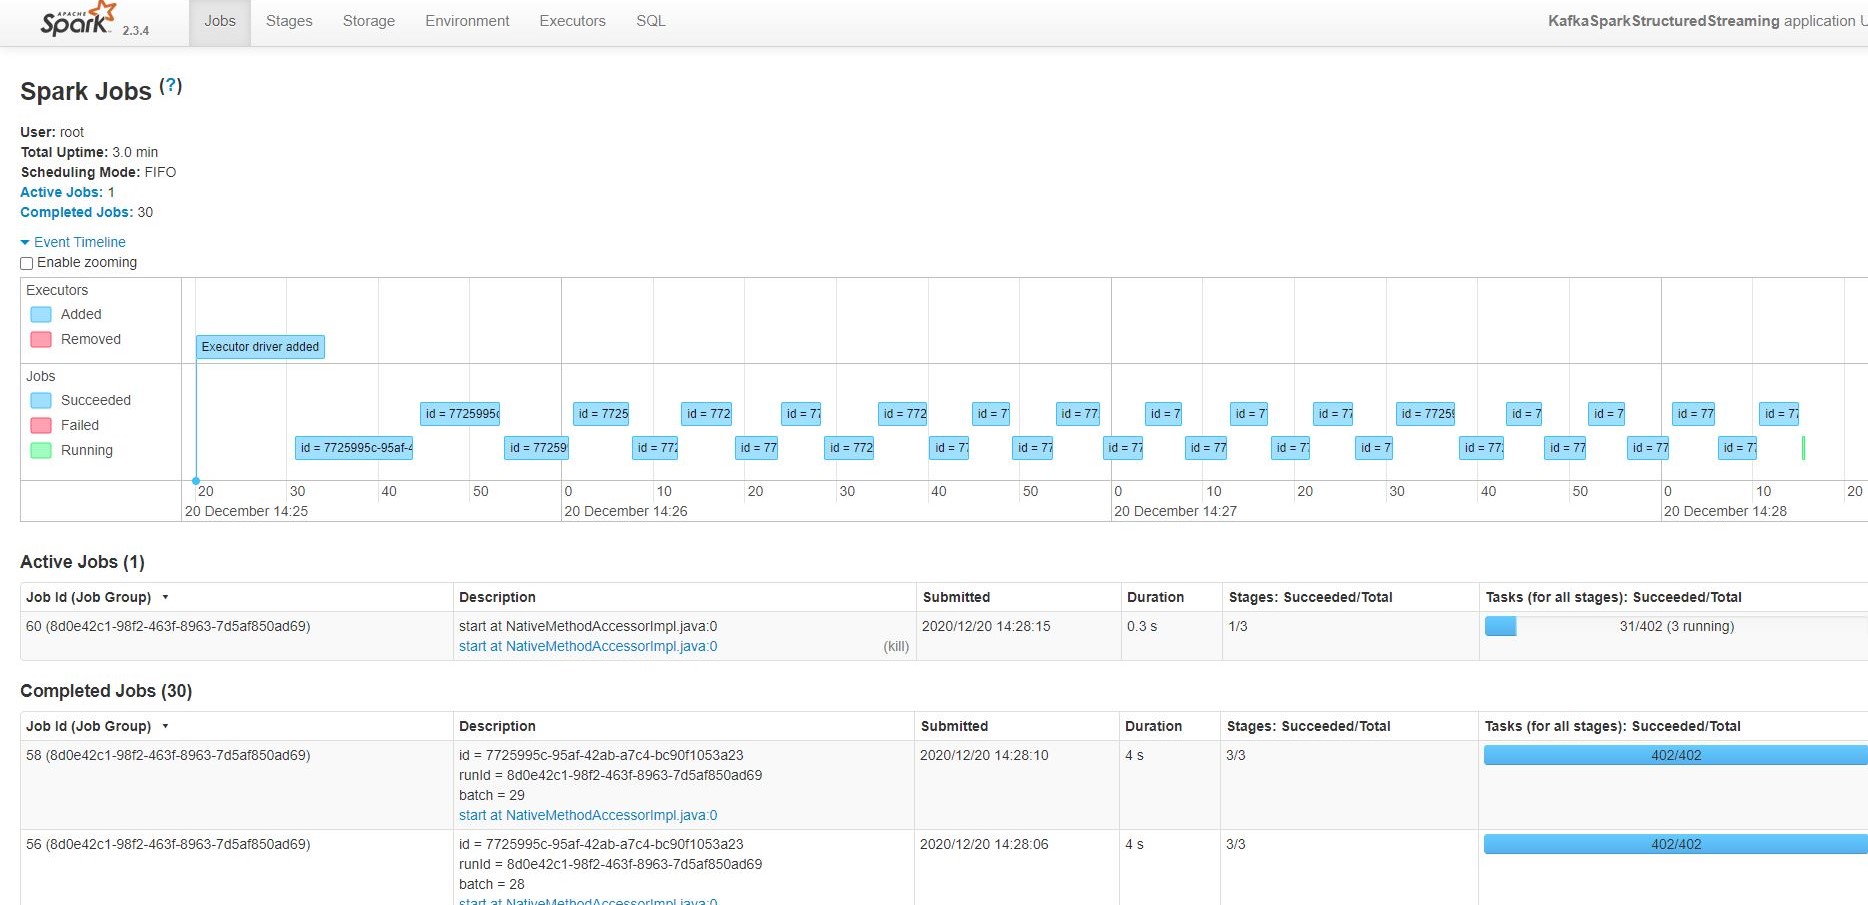 APACHE Spark 2.3.4 Jobs Stages Storage Environment Executors SQL KafkaSparkStructuredStreaming application U
Spark Jobs (?)
User: root
Total Uptime: 3.0 min
Scheduling Mode: FIFO
Active Jobs: 1
Completed Jobs: 30
Event Timeline
Enable zooming
Executors
Added
Removed
Executor driver added
Jobs
Succeeded
Failed
Running
id = 7725995c id = 7725 id = 772 id = 77 id = 772 id = 7 id = 77 id = 7 id = 7 id = 77 id = 7725 id = 7 id = 7 id = 77 id = 77
id = 7725995c-95af-4 id = 77259 id = 772 id = 77 id = 772 id = 77 id = 77 id = 77 id = 77 id = 77 id = 7 id = 77 id = 77 id = 77 id = 7
20 30 40 50 0 10 20 30 40 50 0 10 20 30 40 50 0 10 20
20 December 14:25 20 December 14:26 20 December 14:27 20 December 14:28
Active Jobs (1)
Job Id (Job Group) ▾ Description Submitted Duration Stages: Succeeded/Total Tasks (for all stages): Succeeded/Total
60 (8d0e42c1-98f2-463f-8963-7d5af850ad69) start at NativeMethodAccessorImpl.java:0 2020/12/20 14:28:15 0.3 s 1/3 31/402 (3 running)
start at NativeMethodAccessorImpl.java:0 (kill)
Completed Jobs (30)
Job Id (Job Group) ▾ Description Submitted Duration Stages: Succeeded/Total Tasks (for all stages): Succeeded/Total
58 (8d0e42c1-98f2-463f-8963-7d5af850ad69) id = 7725995c-95af-42ab-a7c4-bc90f1053a23 2020/12/20 14:28:10 4 s 3/3 402/402
runId = 8d0e42c1-98f2-463f-8963-7d5af850ad69
batch = 29
start at NativeMethodAccessorImpl.java:0
56 (8d0e42c1-98f2-463f-8963-7d5af850ad69) id = 7725995c-95af-42ab-a7c4-bc90f1053a23 2020/12/20 14:28:06 4 s 3/3 402/402
runId = 8d0e42c1-98f2-463f-8963-7d5af850ad69
batch = 28
start at NativeMethodAccessorImpl.java:0